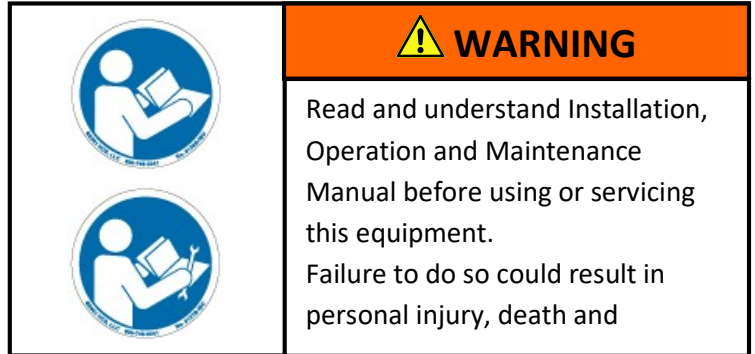 WARNING
Read and understand Installation,
Operation and Maintenance
Manual before using or servicing
this equipment.
Failure to do so could result in
personal injury, death and